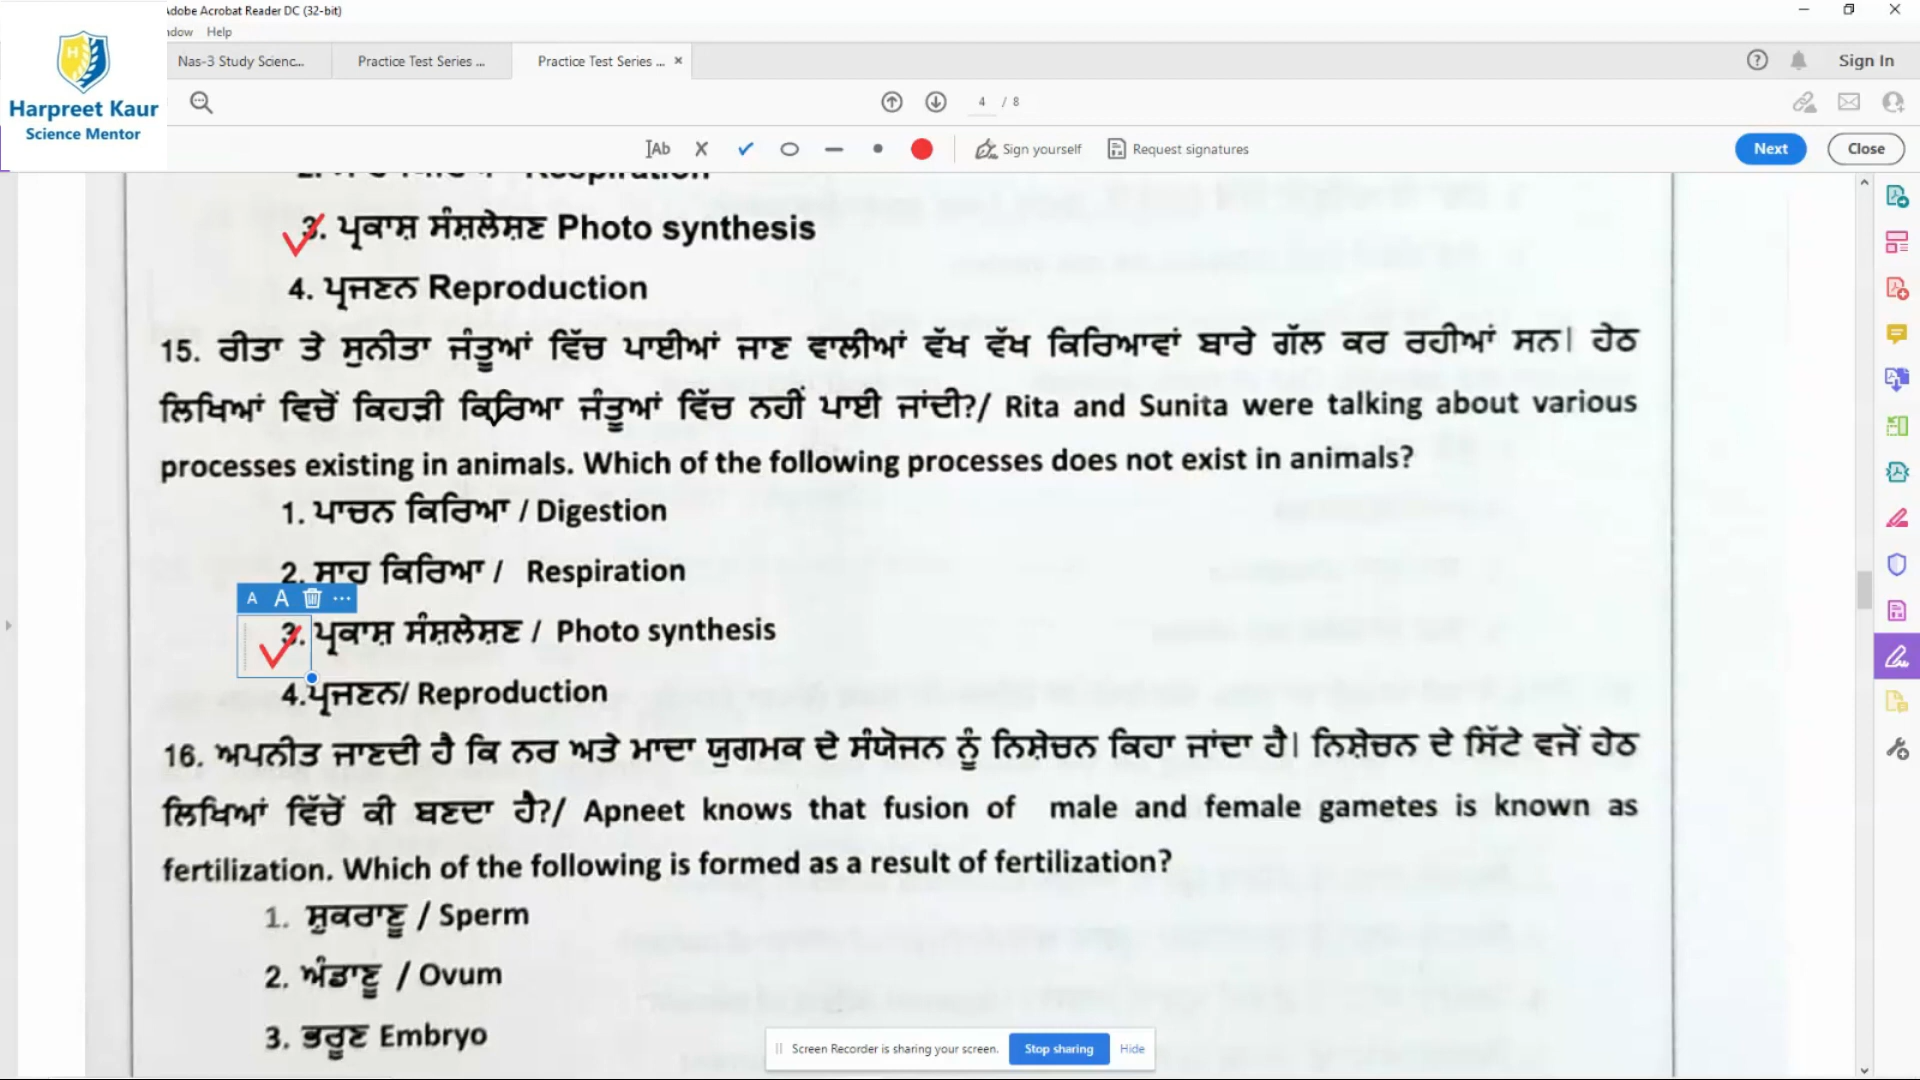 Adobe Acrobat Reader DC (32-bit)
ndow Help
Harpreet Kaur
Science Mentor
Nas-3 Study Scienc...
Practice Test Series ...
Practice Test Series ...
Sign In
4 / 8
Sign yourself
Request signatures
Next
Close
Respiration
3. ਪ੍ਰਕਾਸ਼ ਸੰਸ਼ਲੇਸ਼ਣ Photo synthesis
4. ਪ੍ਰਜਣਨ Reproduction
15. ਰੀਤਾ ਤੇ ਸੁਨੀਤਾ ਜੰਤੂਆਂ ਵਿੱਚ ਪਾਈਆਂ ਜਾਣ ਵਾਲੀਆਂ ਵੱਖ ਵੱਖ ਕਿਰਿਆਵਾਂ ਬਾਰੇ ਗੱਲ ਕਰ ਰਹੀਆਂ ਸਨ। ਹੇਠ
ਲਿਖਿਆਂ ਵਿਚੋਂ ਕਿਹੜੀ ਕਿਰਿਆ ਜੰਤੂਆਂ ਵਿੱਚ ਨਹੀਂ ਪਾਈ ਜਾਂਦੀ?/ Rita and Sunita were talking about various
processes existing in animals. Which of the following processes does not exist in animals?
1. ਪਾਚਨ ਕਿਰਿਆ / Digestion
2. ਸਾਹ ਕਿਰਿਆ / Respiration
3. ਪ੍ਰਕਾਸ਼ ਸੰਸ਼ਲੇਸ਼ਣ / Photo synthesis
4.ਪ੍ਰਜਣਨ/ Reproduction
16. ਅਪਨੀਤ ਜਾਣਦੀ ਹੈ ਕਿ ਨਰ ਅਤੇ ਮਾਦਾ ਯੁਗਮਕ ਦੇ ਸੰਯੋਜਨ ਨੂੰ ਨਿਸ਼ੇਚਨ ਕਿਹਾ ਜਾਂਦਾ ਹੈ। ਨਿਸ਼ੇਚਨ ਦੇ ਸਿੱਟੇ ਵਜੋਂ ਹੇਠ
ਲਿਖਿਆਂ ਵਿੱਚੋਂ ਕੀ ਬਣਦਾ ਹੈ?/ Apneet knows that fusion of male and female gametes is known as
fertilization. Which of the following is formed as a result of fertilization?
1. ਸ਼ੁਕਰਾਣੂ / Sperm
2. ਅੰਡਾਣੂ / Ovum
3. ਭਰੂਣ Embryo
Screen Recorder is sharing your screen. Stop sharing Hide